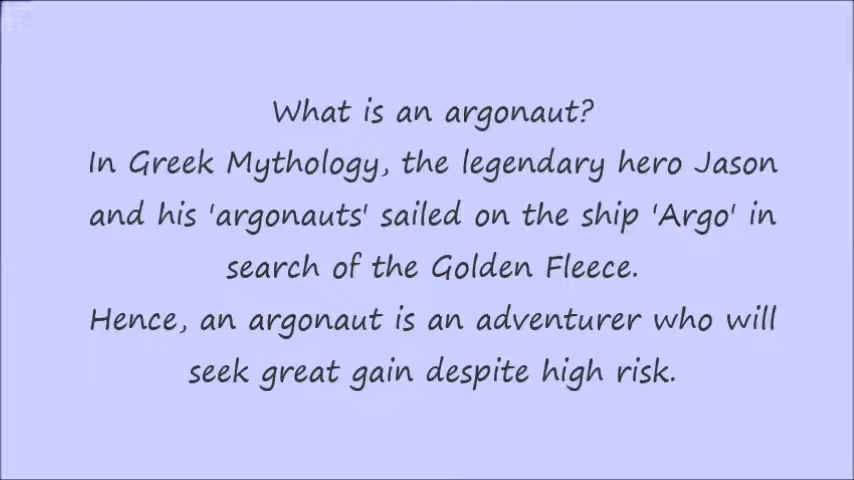 What is an argonaut?
In Greek Mythology, the legendary hero Jason
and his 'argonauts' sailed on the ship 'Argo' in
search of the Golden Fleece.
Hence, an argonaut is an adventurer who will
seek great gain despite high risk.